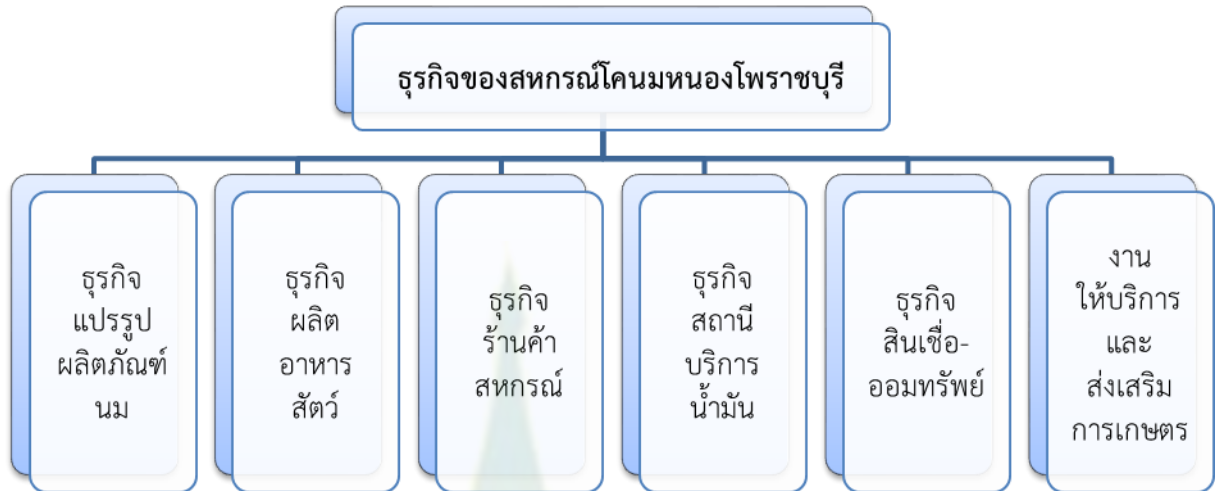 ธุรกิจของสหกรณ์โคนมหนองโพราชบุรี
ธุรกิจ
แปรรูป
ผลิตภัณฑ์
นม
ธุรกิจ
ผลิต
อาหาร
สัตว์
ธุรกิจ
ร้านค้า
สหกรณ์
ธุรกิจ
สถานี
บริการ
น้ำมัน
ธุรกิจ
สินเชื่อ-
ออมทรัพย์
งาน
ให้บริการ
และ
ส่งเสริม
การเกษตร